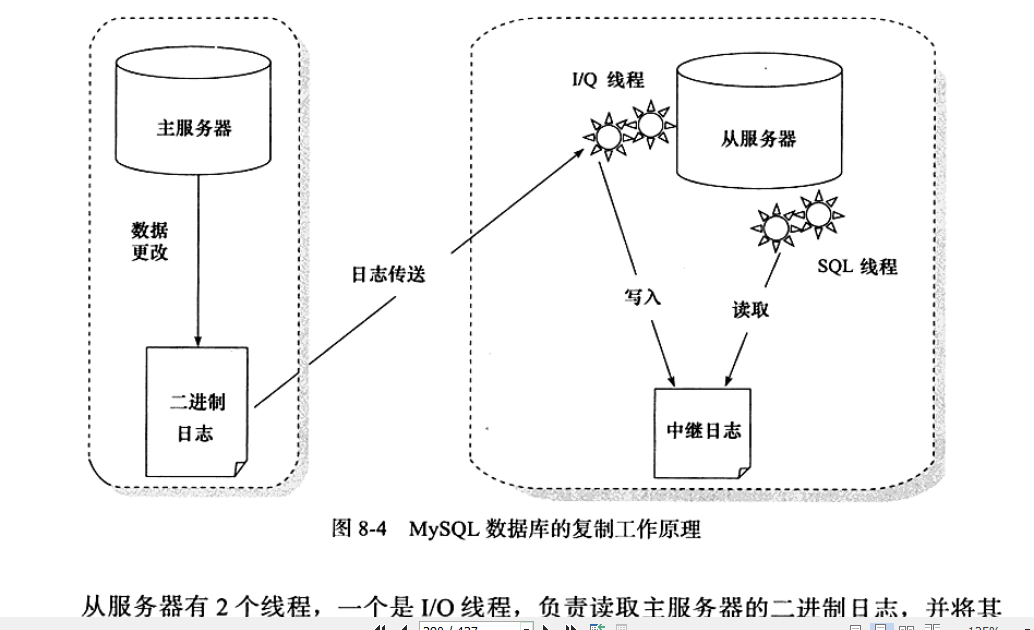 I/Q 线程
主服务器
从服务器
数据
更改
SQL 线程
日志传送
写入
读取
二进制
日志
中继日志
图 8-4 MySQL 数据库的复制工作原理
从服务器有 2 个线程，一个是 I/O 线程，负责读取主服务器的二进制日志，并将其